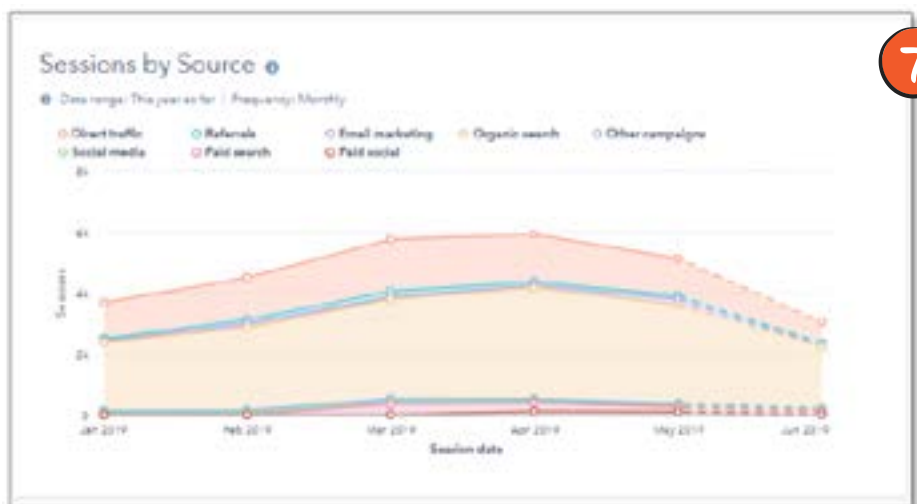 Sessions by Source
7
Date range: This year so far | Frequency: Monthly
Direct traffic Referrals Email marketing Organic search Other campaigns
Social media Paid search Paid social
8k
6k
4k
2k
0
Sessions
Jan 2019 Feb 2019 Mar 2019 Apr 2019 May 2019 Jun 2019
Session date